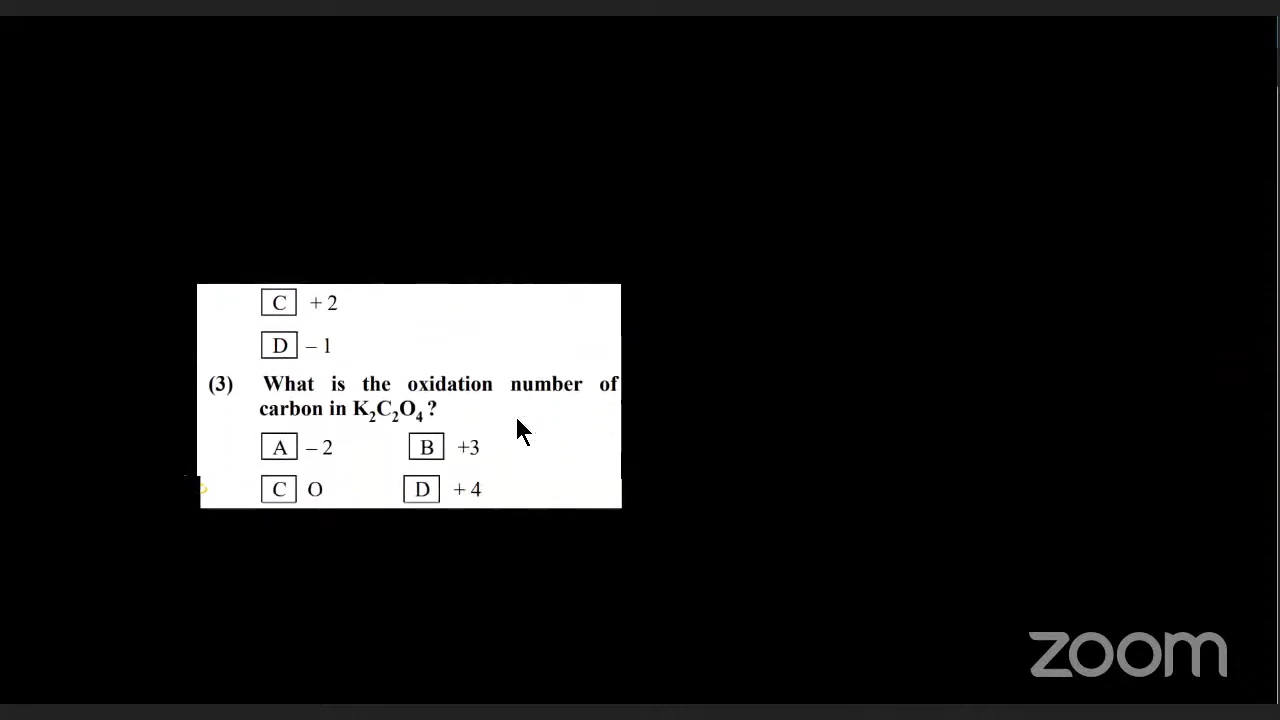 C + 2
D – 1
(3) What is the oxidation number of
carbon in K₂C₂O₄ ?
A – 2 B +3
C O D + 4
zoom